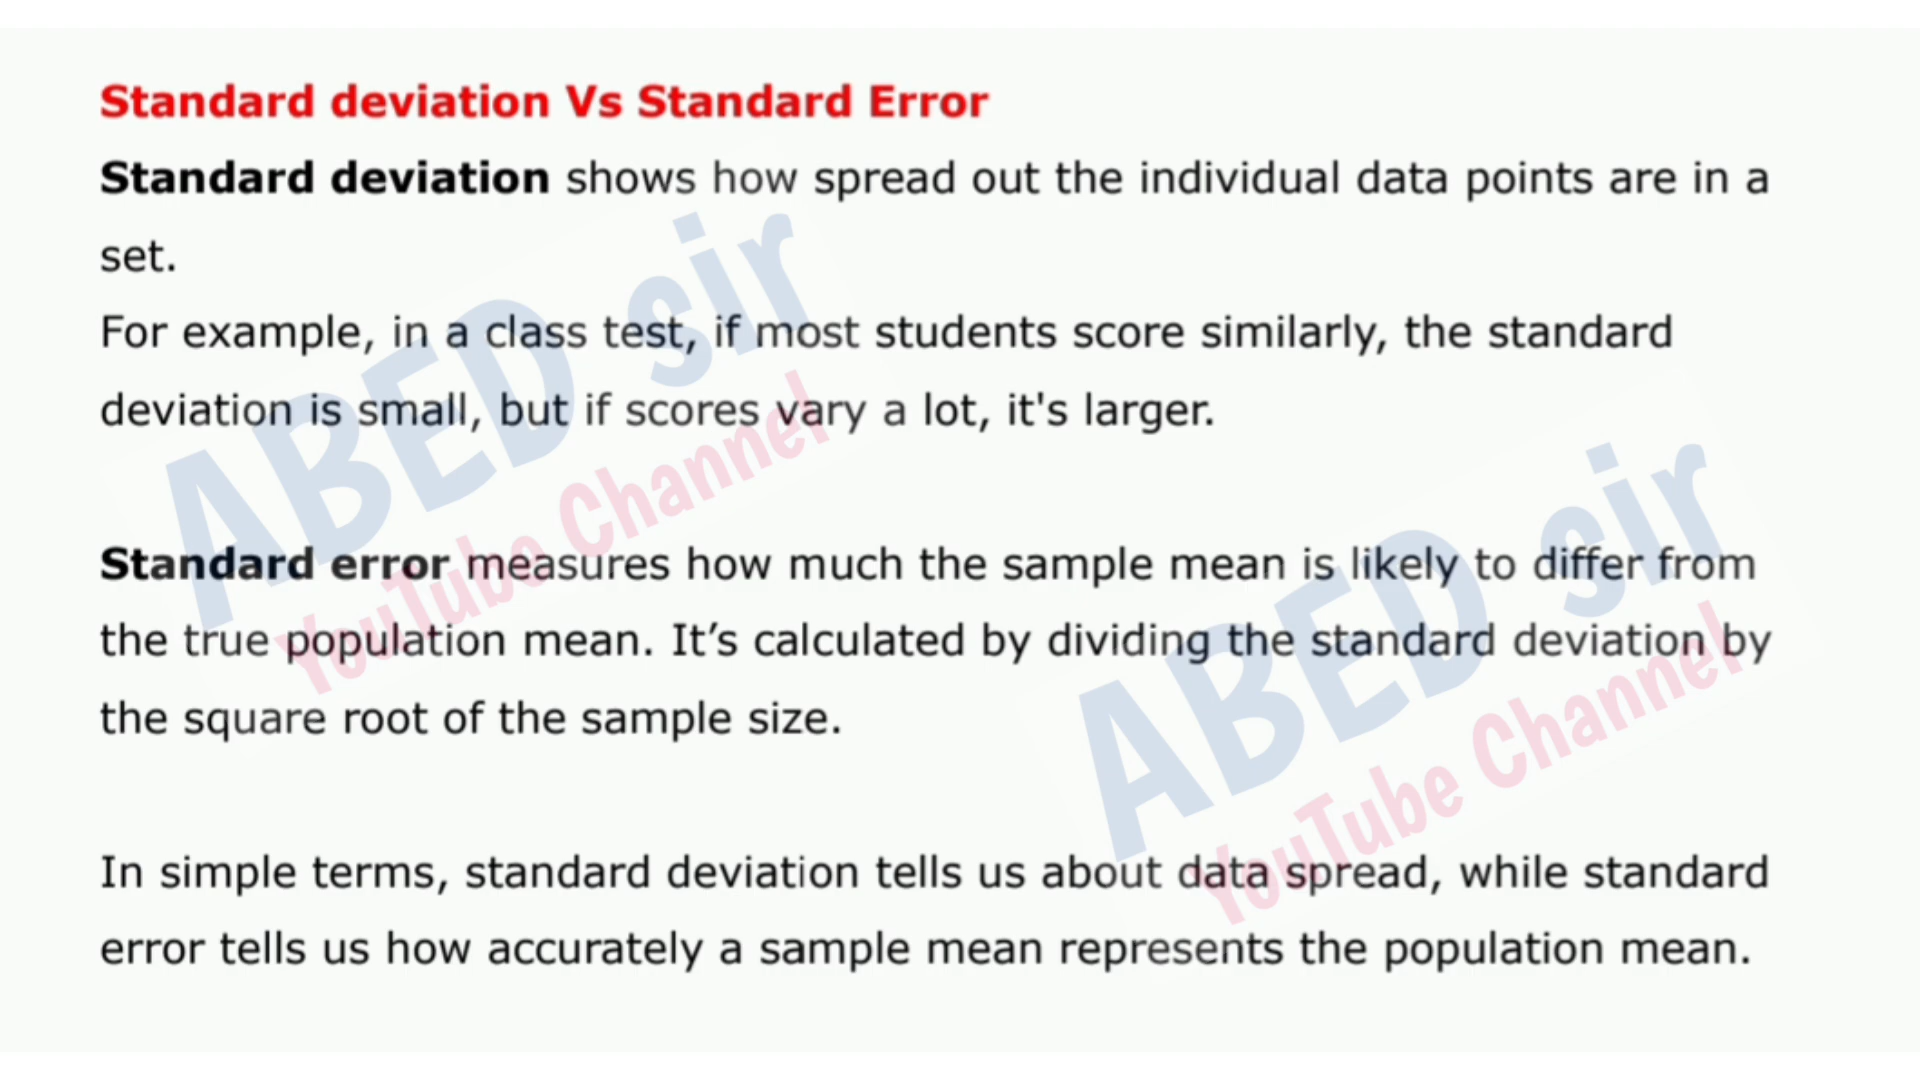 Standard deviation Vs Standard Error
Standard deviation shows how spread out the individual data points are in a
set.
For example, in a class test, if most students score similarly, the standard
deviation is small, but if scores vary a lot, it's larger.
Standard error measures how much the sample mean is likely to differ from
the true population mean. It’s calculated by dividing the standard deviation by
the square root of the sample size.
In simple terms, standard deviation tells us about data spread, while standard
error tells us how accurately a sample mean represents the population mean.
ABED sir
YouTube Channel
ABED sir
YouTube Channel